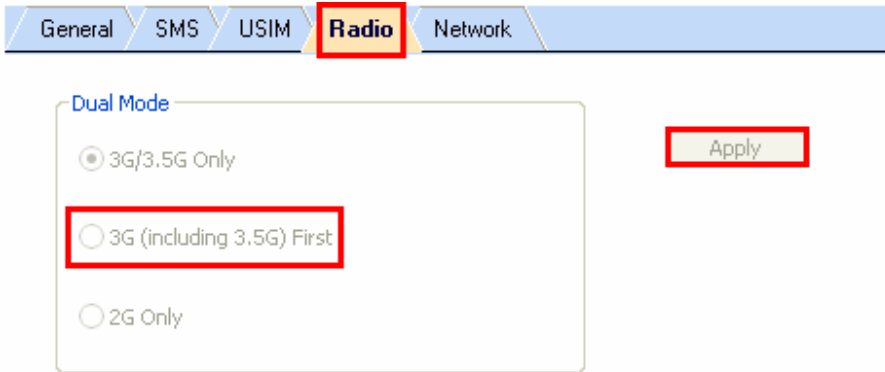 General SMS USIM Radio Network
Dual Mode
3G/3.5G Only
Apply
3G (including 3.5G) First
2G Only